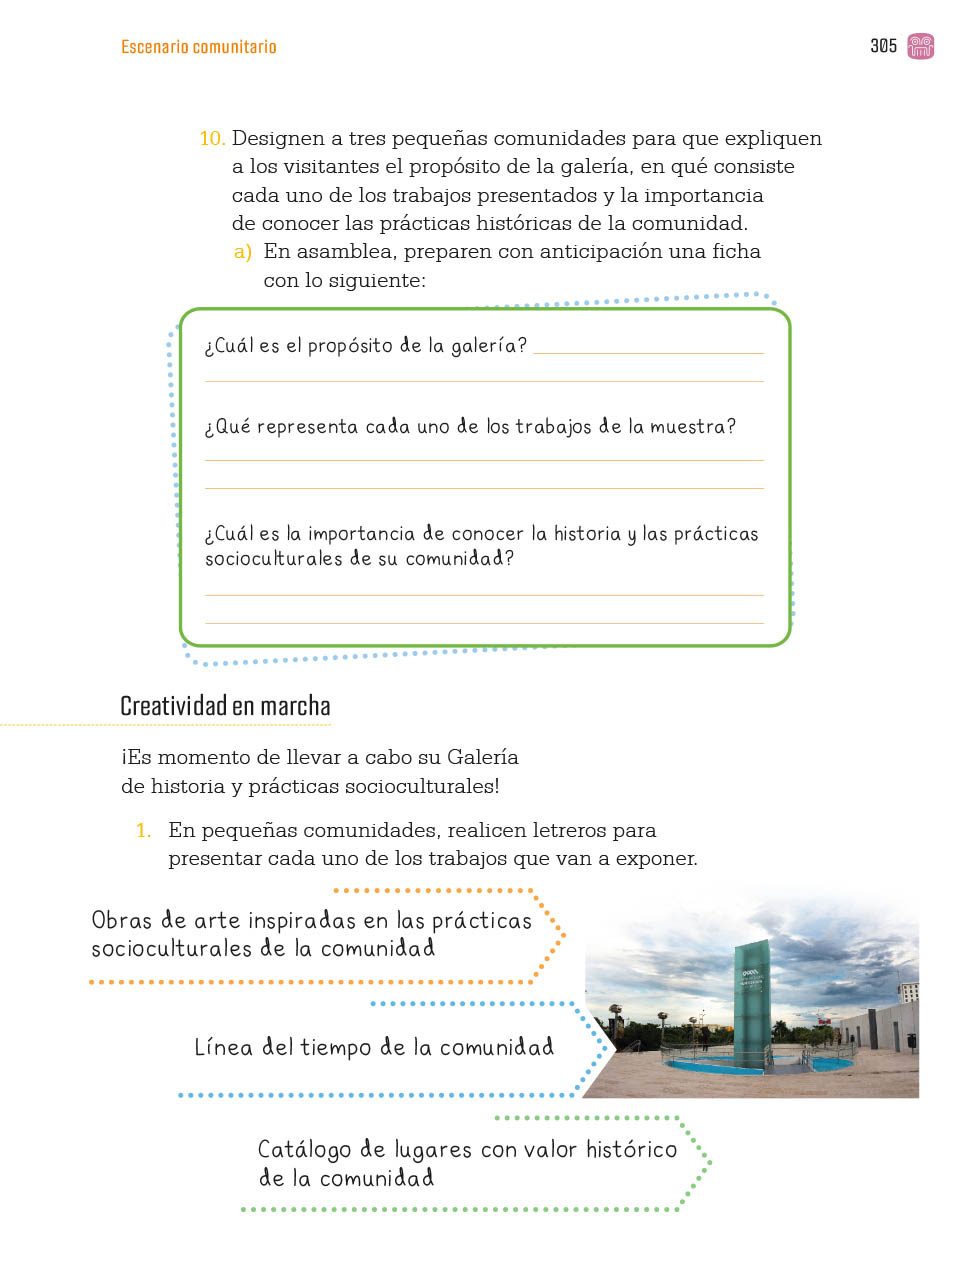 Escenario comunitario
305
10. Designen a tres pequeñas comunidades para que expliquen
a los visitantes el propósito de la galería, en qué consiste
cada uno de los trabajos presentados y la importancia
de conocer las prácticas históricas de la comunidad.
a) En asamblea, preparen con anticipación una ficha
con lo siguiente:
¿Cuál es el propósito de la galería?
¿Qué representa cada uno de los trabajos de la muestra?
¿Cuál es la importancia de conocer la historia y las prácticas
socioculturales de su comunidad?
Creatividad en marcha
¡Es momento de llevar a cabo su Galería
de historia y prácticas socioculturales!
1. En pequeñas comunidades, realicen letreros para
presentar cada uno de los trabajos que van a exponer.
Obras de arte inspiradas en las prácticas
socioculturales de la comunidad
Línea del tiempo de la comunidad
Catálogo de lugares con valor histórico
de la comunidad